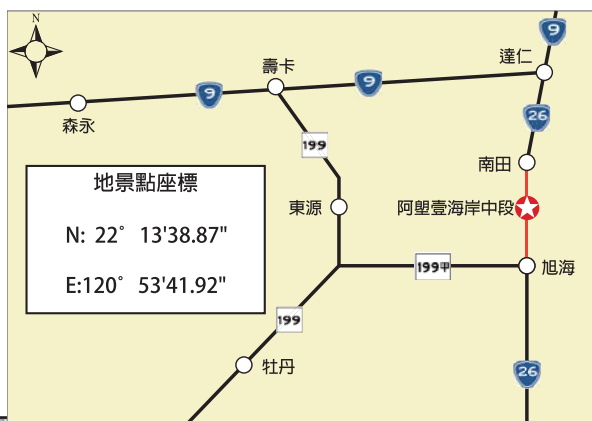 N
9
達仁
壽卡
9
9
森永
26
199
南田
地景點座標
N: 22° 13'38.87"
E:120° 53'41.92"
東源
阿塱壹海岸中段
199甲
旭海
199
牡丹
26